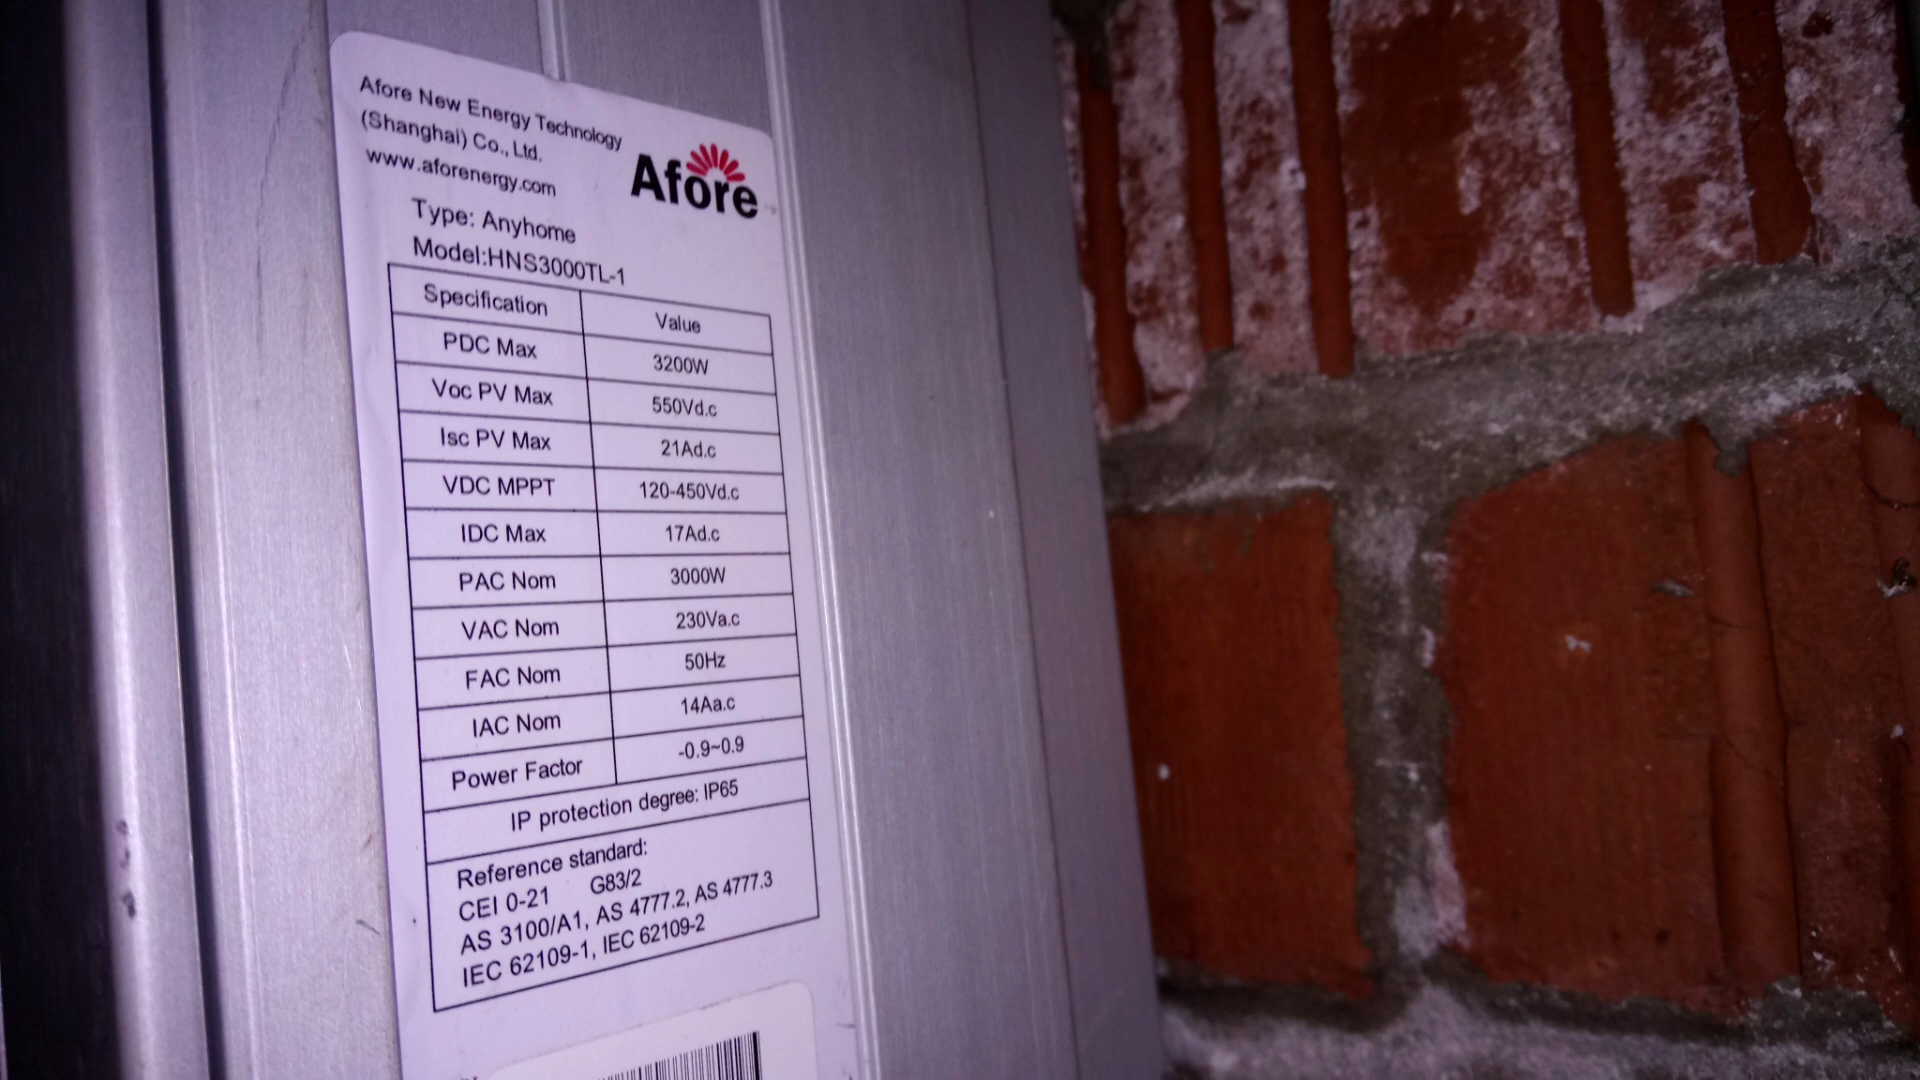 Afore New Energy Technology
(Shanghai) Co., Ltd.
www.aforenergy.com
Afore
Type: Anyhome
Model:HNS3000TL-1
Specification Value
PDC Max 3200W
Voc PV Max 550Vd.c
Isc PV Max 21Ad.c
VDC MPPT 120-450Vd.c
IDC Max 17Ad.c
PAC Nom 3000W
VAC Nom 230Va.c
FAC Nom 50Hz
IAC Nom 14Aa.c
Power Factor -0.9~0.9
IP protection degree: IP65
Reference standard:
CEI 0-21 G83/2
AS 3100/A1, AS 4777.2, AS 4777.3
IEC 62109-1, IEC 62109-2